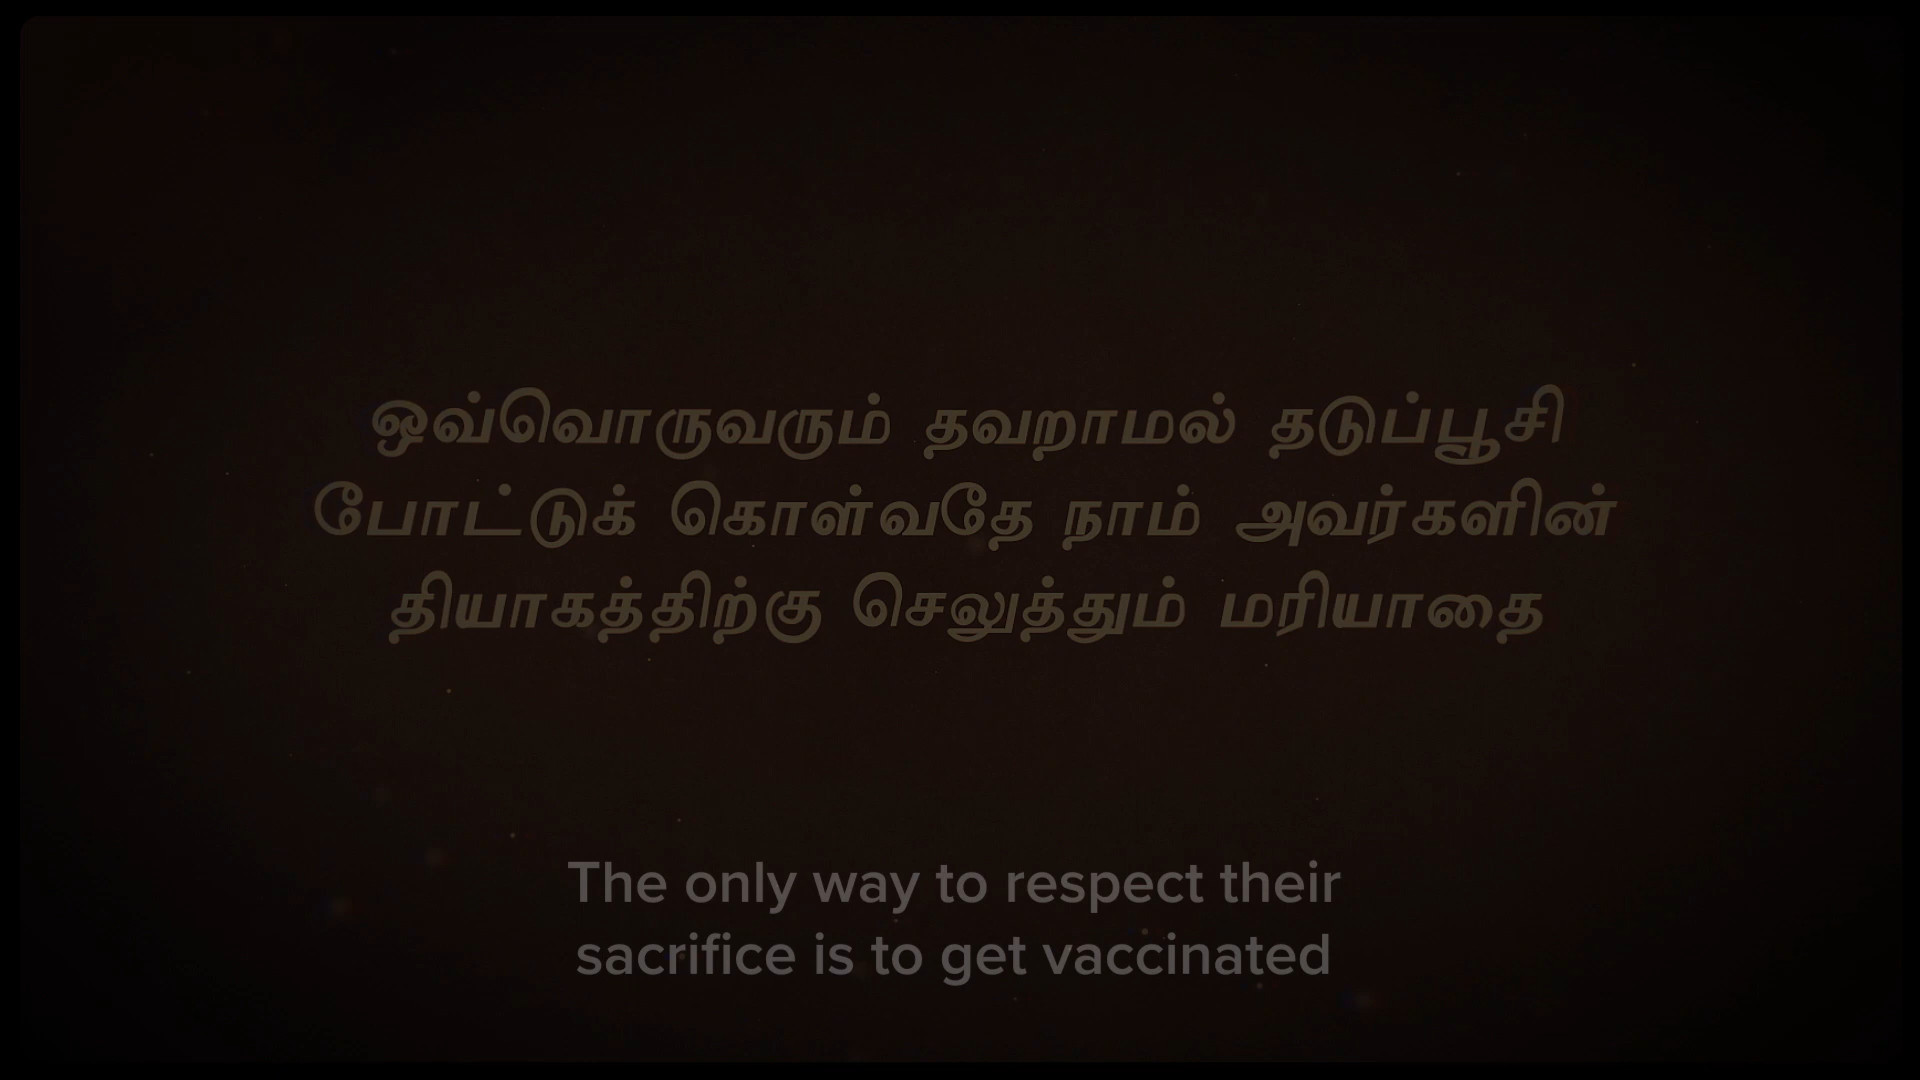 ஒவ்வொருவரும் தவறாமல் தடுப்பூசி
போட்டுக் கொள்வதே நாம் அவர்களின்
தியாகத்திற்கு செலுத்தும் மரியாதை
The only way to respect their
sacrifice is to get vaccinated